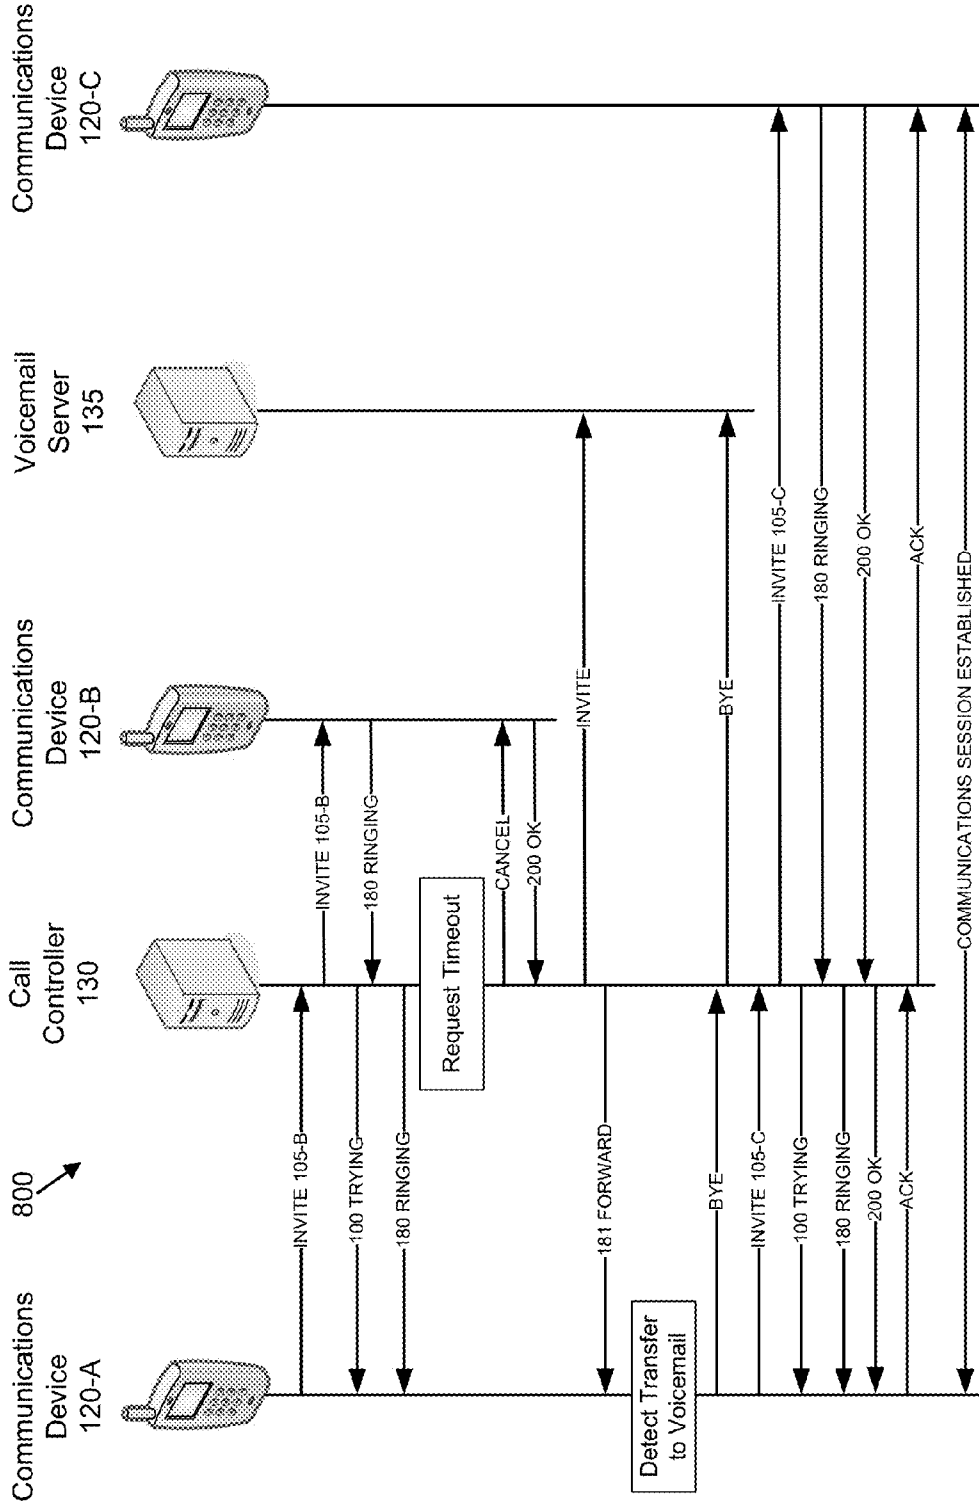 800
Communications
Device
120-A
Call
Controller
130
Communications
Device
120-B
Voicemail
Server
135
Communications
Device
120-C
INVITE 105-B
INVITE 105-B
100 TRYING
180 RINGING
180 RINGING
Request Timeout
CANCEL
200 OK
INVITE
181 FORWARD
Detect Transfer
to Voicemail
BYE
BYE
INVITE 105-C
INVITE 105-C
100 TRYING
180 RINGING
180 RINGING
200 OK
200 OK
ACK
ACK
COMMUNICATIONS SESSION ESTABLISHED